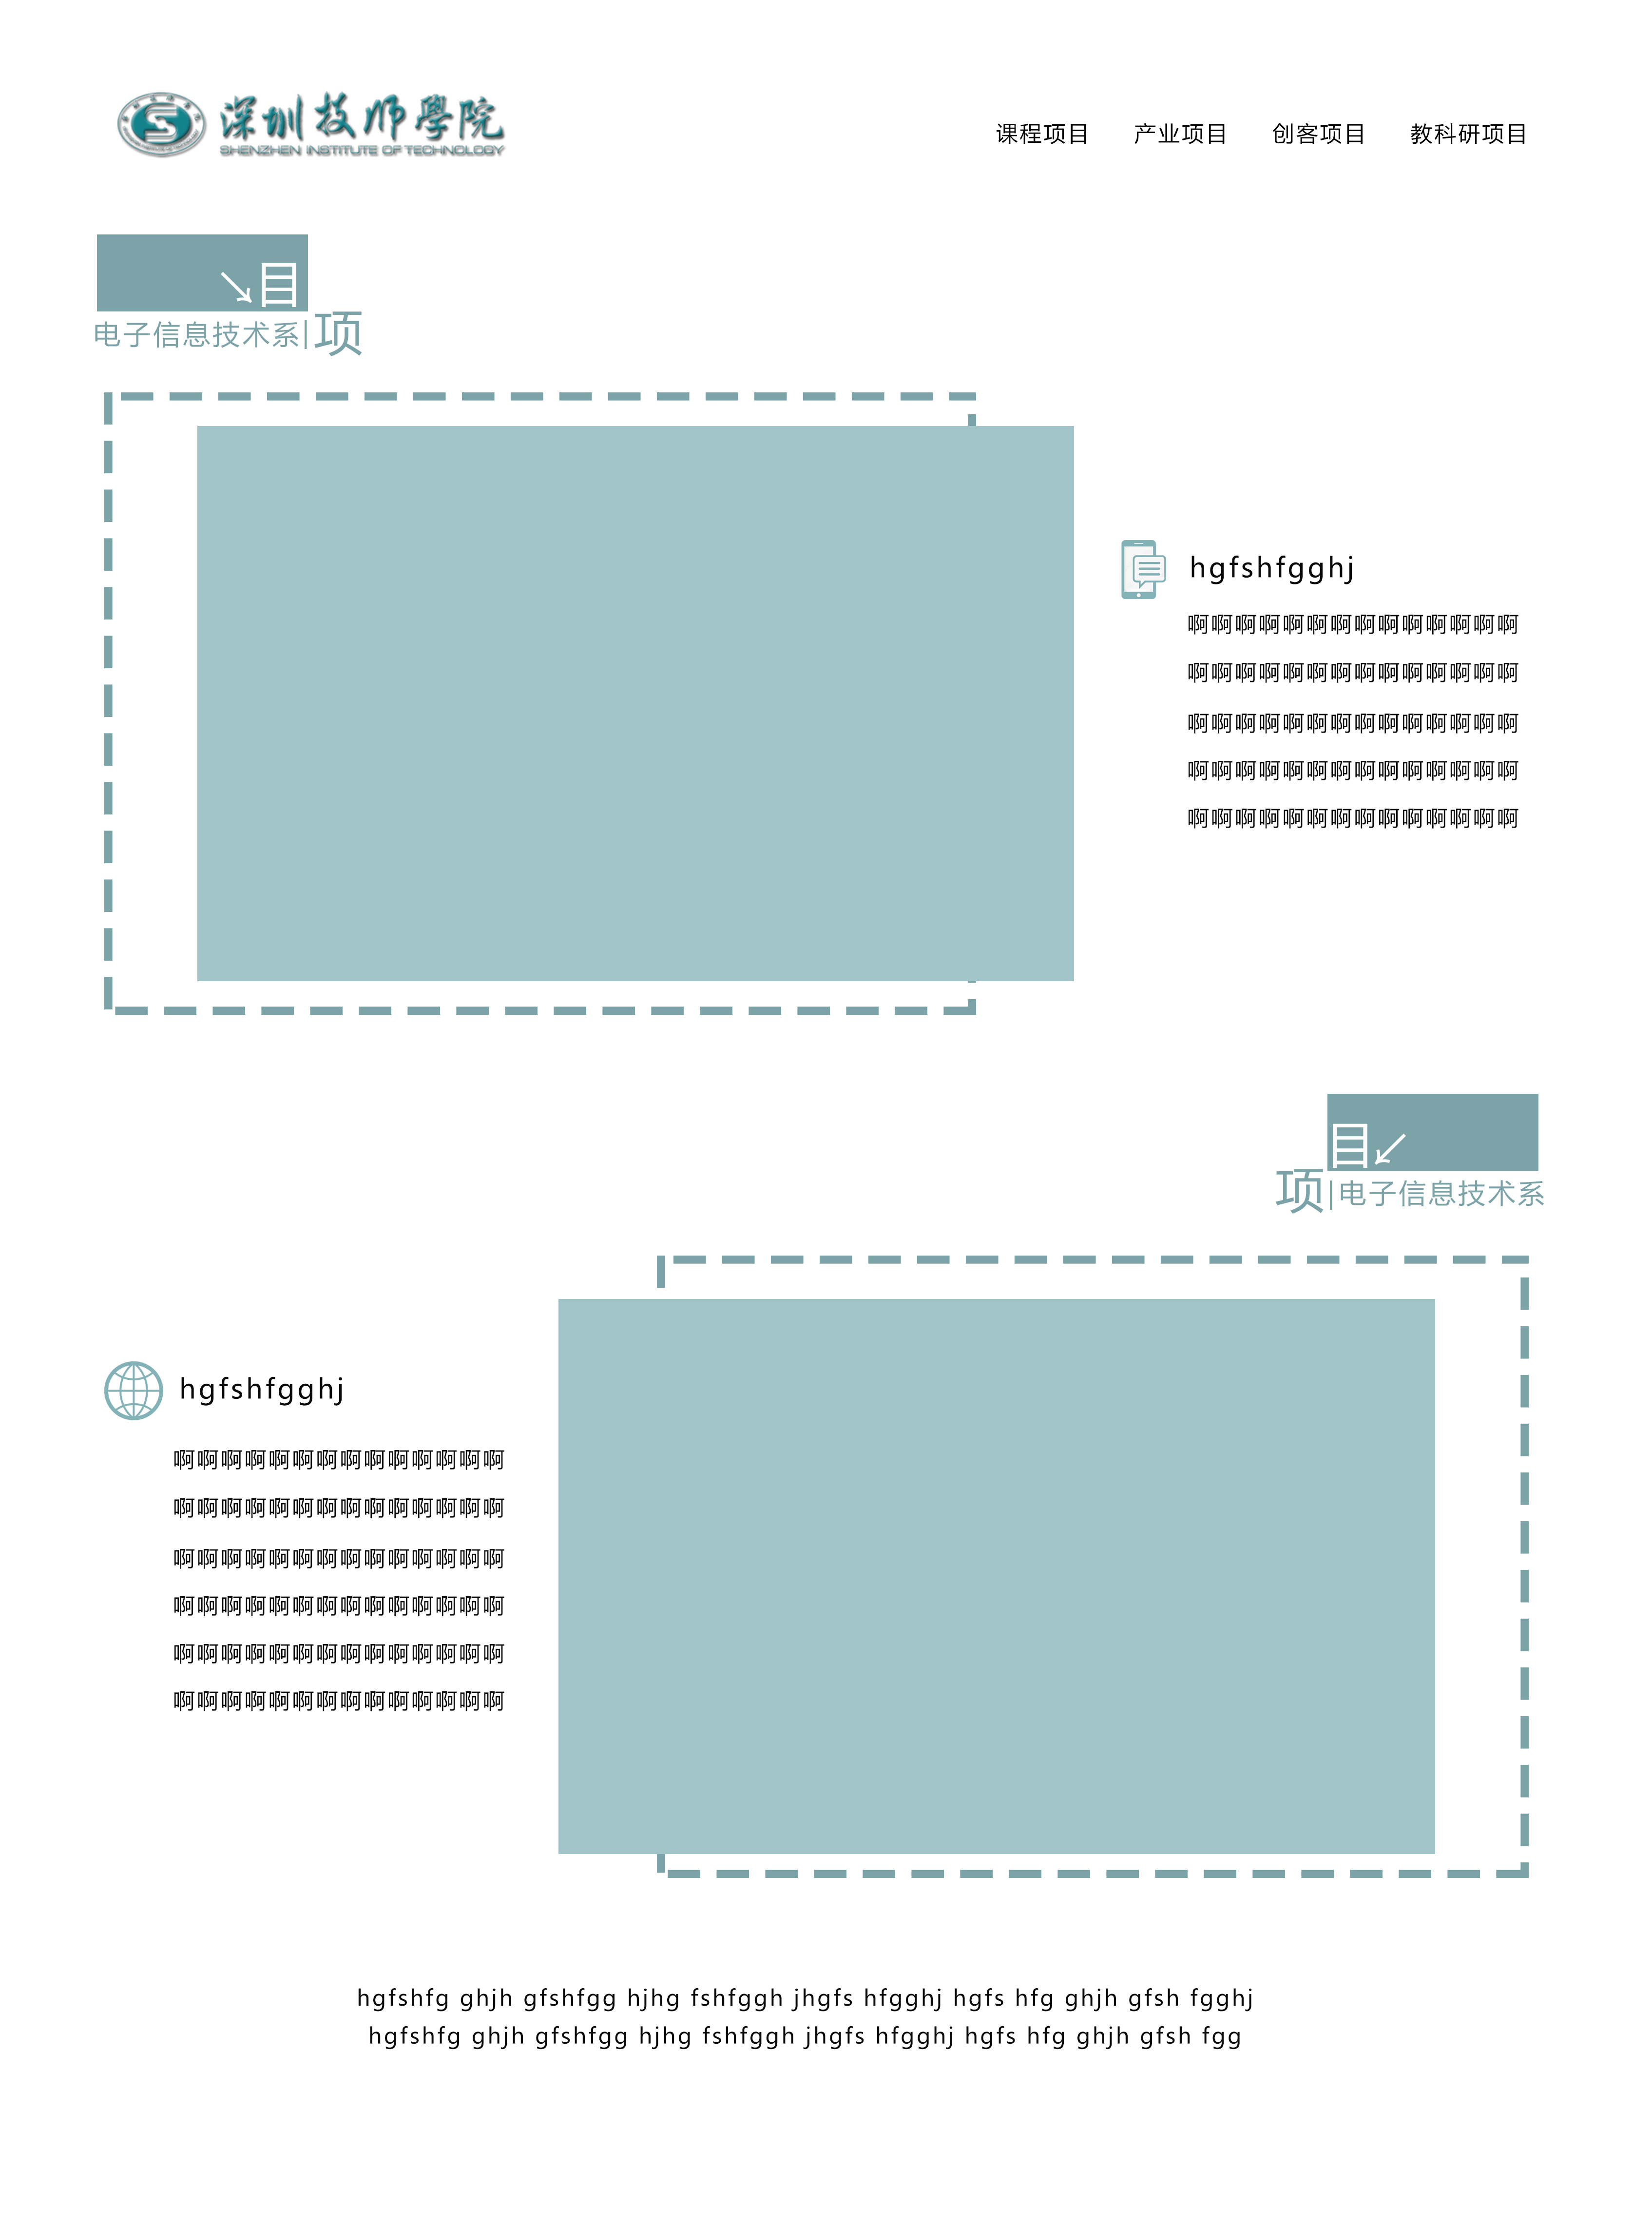 深圳技师學院
SHENZHEN INSTITUTE OF TECHNOLOGY
课程项目 产业项目 创客项目 教科研项目
↘目
电子信息技术系|项
hgfshfgghj
啊啊啊啊啊啊啊啊啊啊啊啊啊啊
啊啊啊啊啊啊啊啊啊啊啊啊啊啊
啊啊啊啊啊啊啊啊啊啊啊啊啊啊
啊啊啊啊啊啊啊啊啊啊啊啊啊啊
啊啊啊啊啊啊啊啊啊啊啊啊啊啊
目↙
项|电子信息技术系
hgfshfgghj
啊啊啊啊啊啊啊啊啊啊啊啊啊啊
啊啊啊啊啊啊啊啊啊啊啊啊啊啊
啊啊啊啊啊啊啊啊啊啊啊啊啊啊
啊啊啊啊啊啊啊啊啊啊啊啊啊啊
啊啊啊啊啊啊啊啊啊啊啊啊啊啊
啊啊啊啊啊啊啊啊啊啊啊啊啊啊
hgfshfg ghjh gfshfgg hjhg fshfggh jhgfs hfgghj hgfs hfg ghjh gfsh fgghj
hgfshfg ghjh gfshfgg hjhg fshfggh jhgfs hfgghj hgfs hfg ghjh gfsh fgg